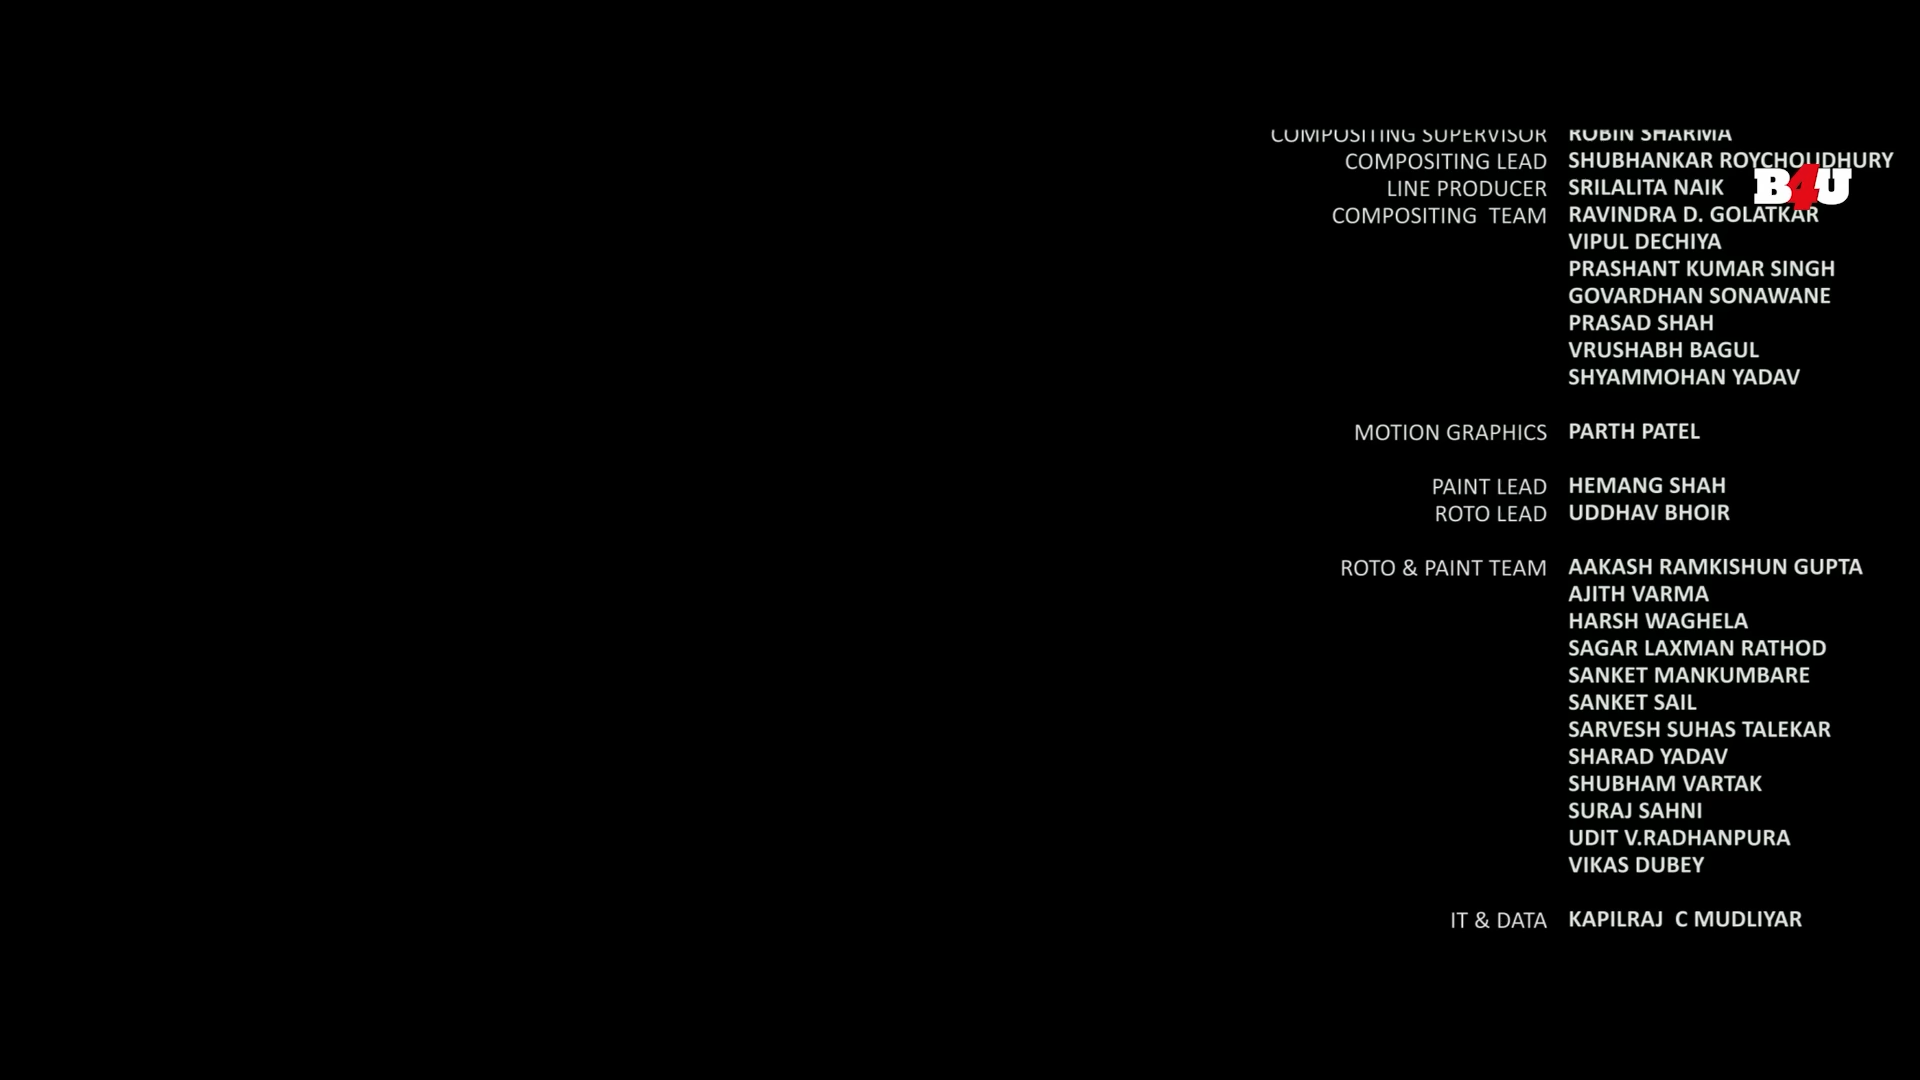 COMPOSITING SUPERVISOR ROBIN SHARMA
COMPOSITING LEAD SHUBHANKAR ROYCHOUDHURY
LINE PRODUCER SRILALITA NAIK
B4U
COMPOSITING TEAM RAVINDRA D. GOLATKAR
VIPUL DECHIYA
PRASHANT KUMAR SINGH
GOVARDHAN SONAWANE
PRASAD SHAH
VRUSHABH BAGUL
SHYAMMOHAN YADAV
MOTION GRAPHICS PARTH PATEL
PAINT LEAD HEMANG SHAH
ROTO LEAD UDDHAV BHOIR
ROTO & PAINT TEAM AAKASH RAMKISHUN GUPTA
AJITH VARMA
HARSH WAGHELA
SAGAR LAXMAN RATHOD
SANKET MANKUMBARE
SANKET SAIL
SARVESH SUHAS TALEKAR
SHARAD YADAV
SHUBHAM VARTAK
SURAJ SAHNI
UDIT V.RADHANPURA
VIKAS DUBEY
IT & DATA KAPILRAJ C MUDLIYAR